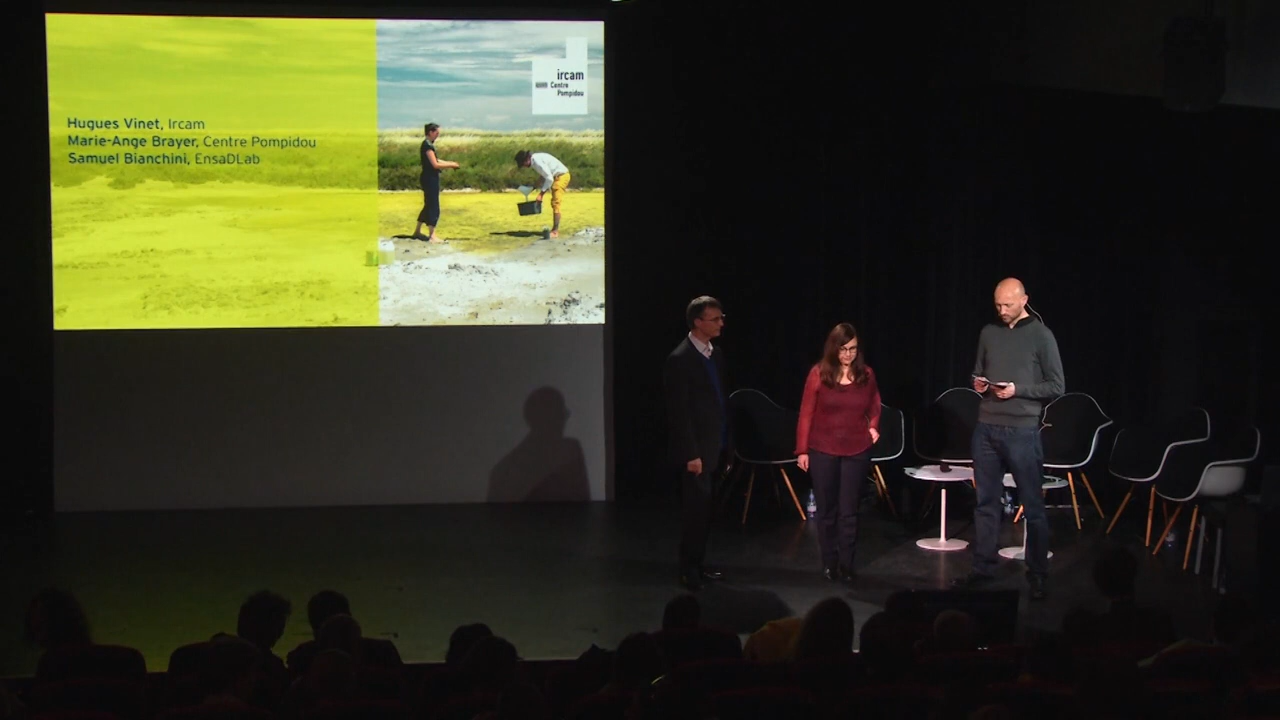 Hugues Vinet, Ircam
Marie-Ange Brayer, Centre Pompidou
Samuel Bianchini, EnsaDLab
ircam
Centre
Pompidou